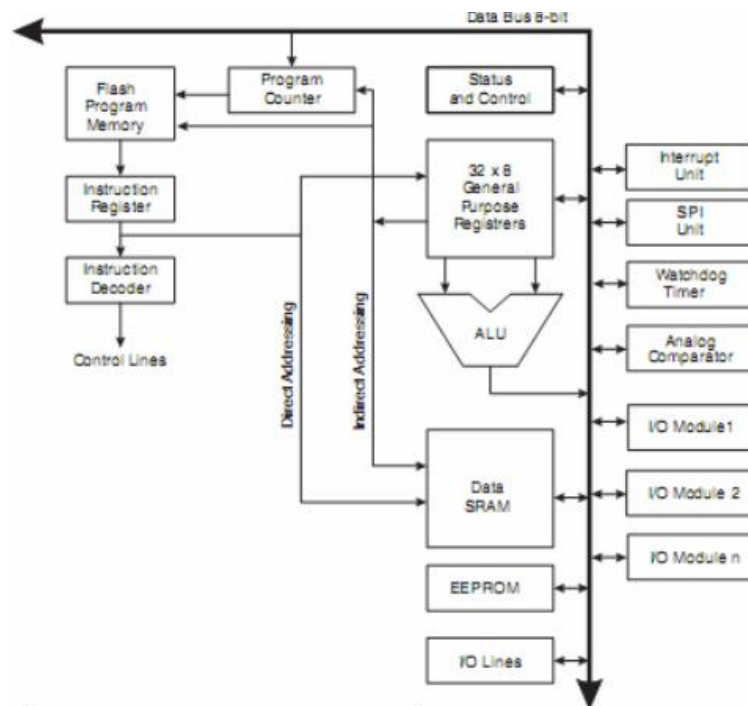 Data Bus 8-bit
Flash
Program
Memory
Program
Counter
Status
and Control
32 x 8
General
Purpose
Registrers
Instruction
Register
Instruction
Decoder
Control Lines
Direct Addressing
Indirect Addressing
ALU
Data
SRAM
EEPROM
I/O Lines
Interrupt
Unit
SPI
Unit
Watchdog
Timer
Analog
Comparator
I/O Module1
I/O Module 2
I/O Module n